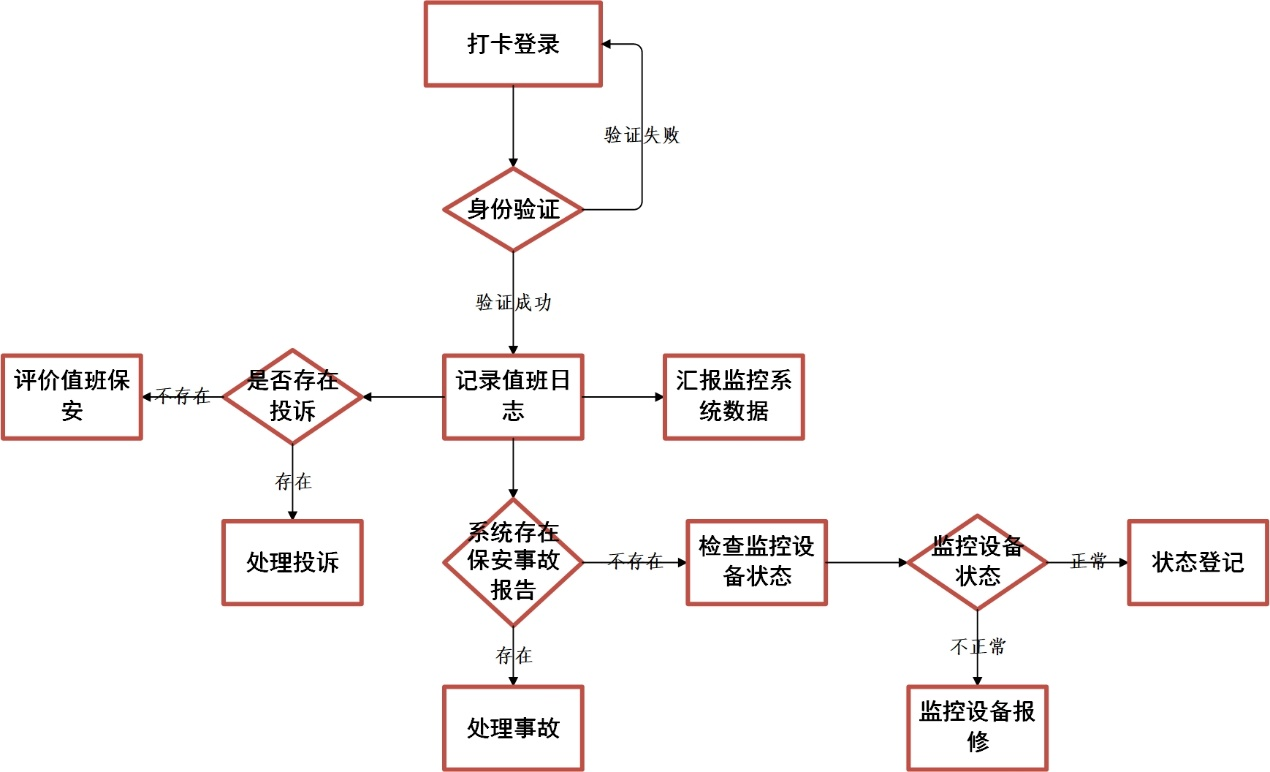 打卡登录
验证失败
身份验证
验证成功
评价值班保
安
不存在
是否存在
投诉
记录值班日
志
汇报监控系
统数据
存在
处理投诉
系统存在
保安事故
报告
不存在
检查监控设
备状态
监控设备
状态
正常
状态登记
存在
不正常
处理事故
监控设备报
修